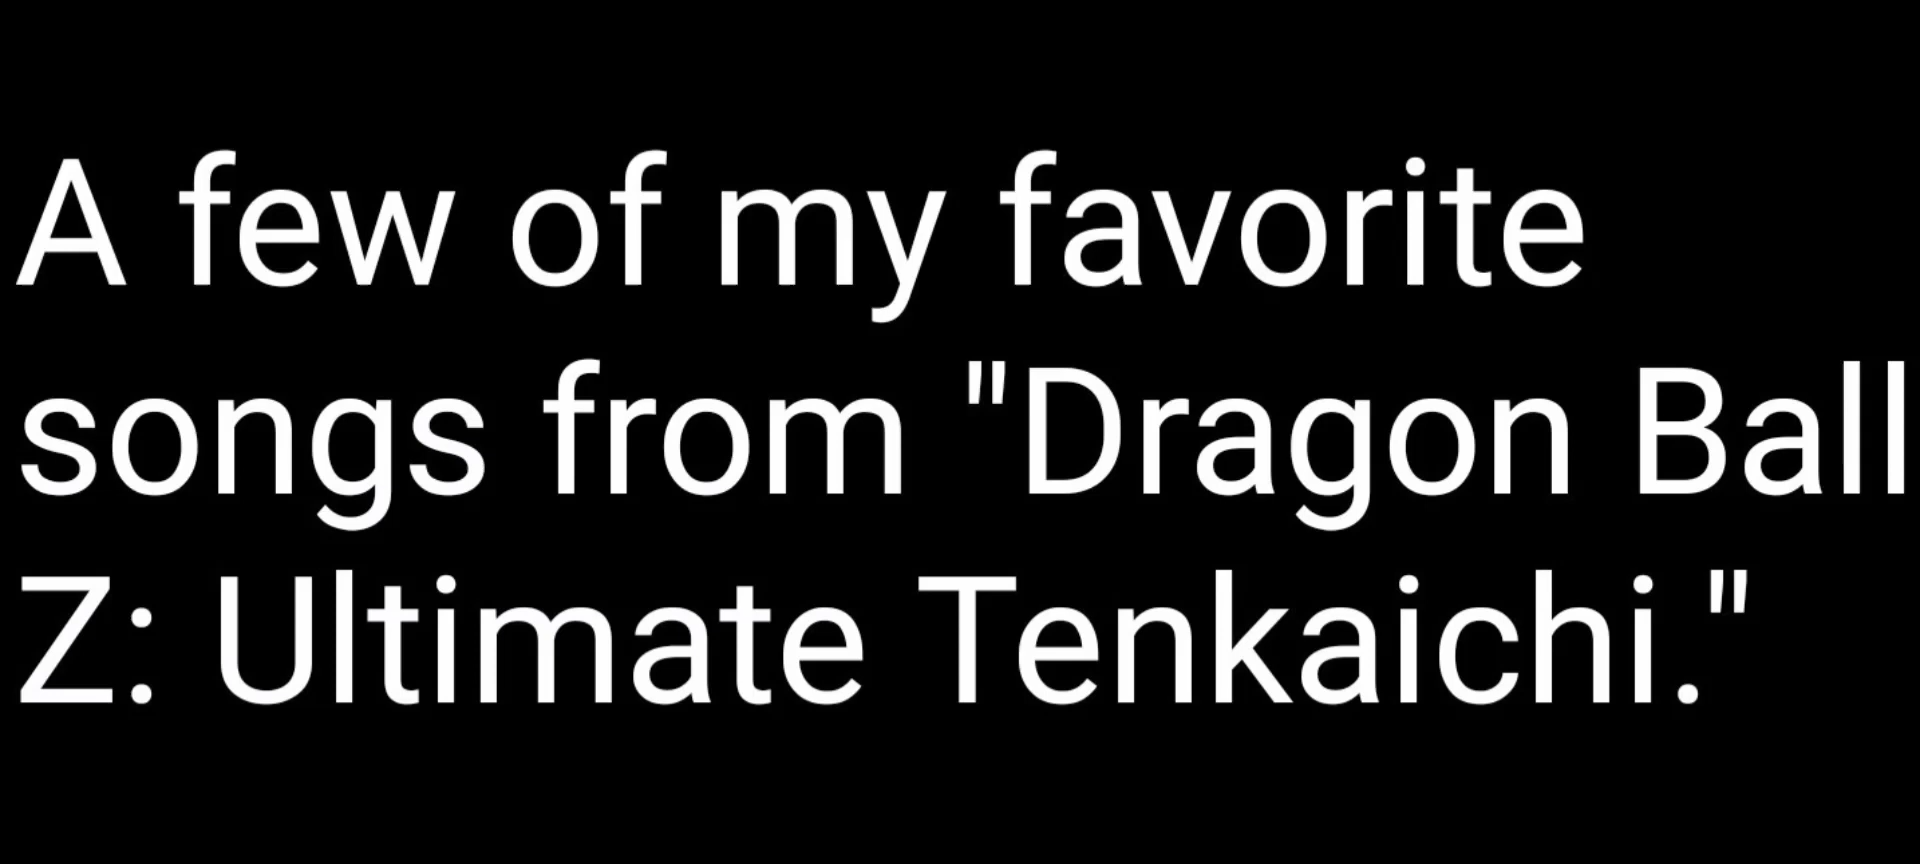 A few of my favorite
songs from "Dragon Ball
Z: Ultimate Tenkaichi."